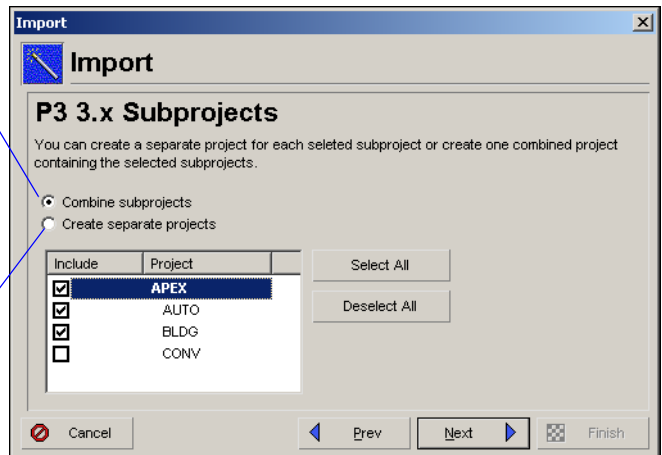 Import
Import
P3 3.x Subprojects
You can create a separate project for each seleted subproject or create one combined project
containing the selected subprojects.
Combine subprojects
Create separate projects
Include Project
APEX
AUTO
BLDG
CONV
Select All
Deselect All
Cancel Prev Next Finish